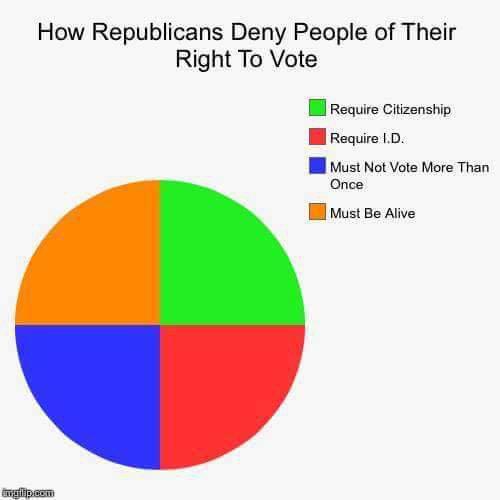 How Republicans Deny People of Their
Right To Vote
Require Citizenship
Require I.D.
Must Not Vote More Than
Once
Must Be Alive
imgflip.com